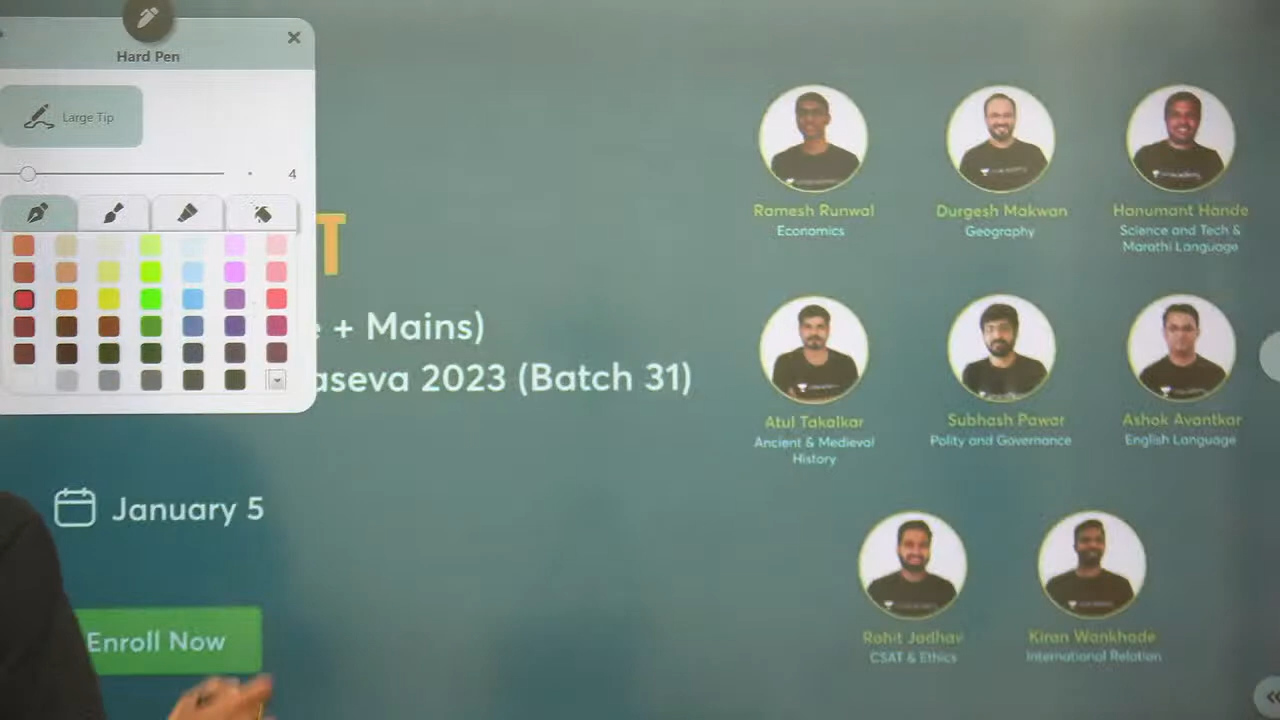 Hard Pen
Large Tip
4
T
+ Mains)
aseva 2023 (Batch 31)
January 5
Enroll Now
Ramesh Runwal
Economics
Durgesh Makwan
Geography
Hanumant Hande
Science and Tech &
Marathi Language
Atul Takalkar
Ancient & Medieval
History
Subhash Pawar
Polity and Governance
Ashok Avantkar
English Language
Rohit Jadhav
CSAT & Ethics
Kiran Wankhade
International Relation